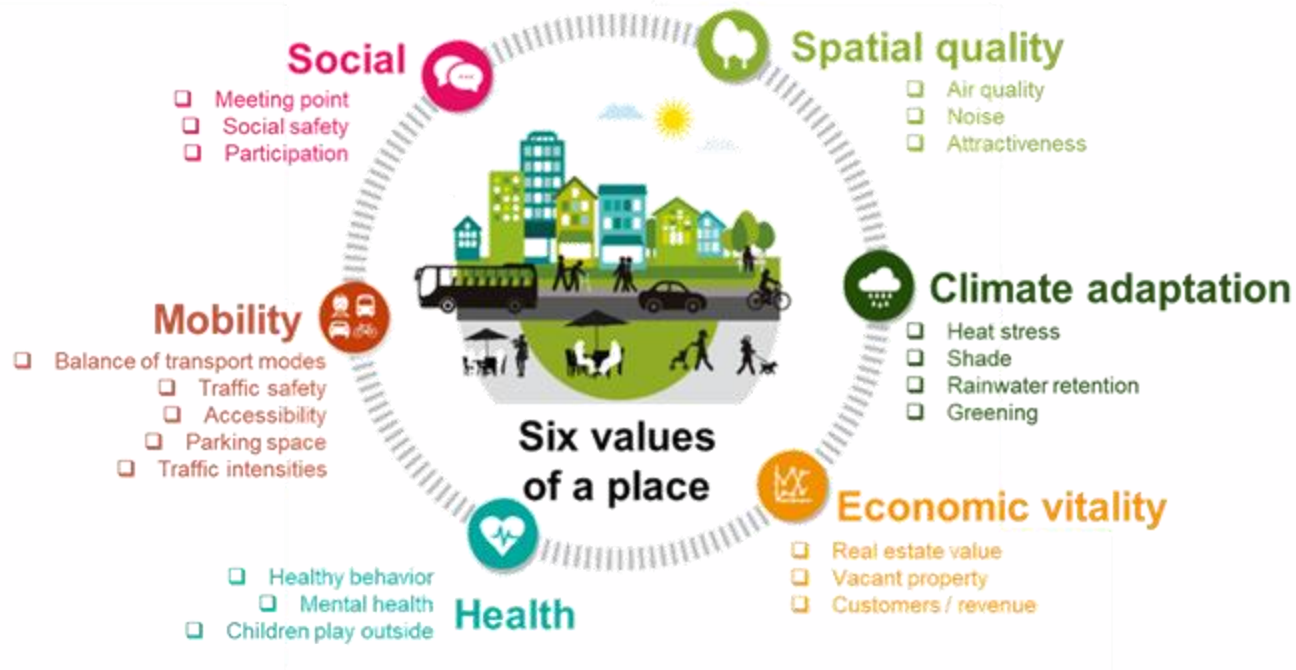 Social
Meeting point
Social safety
Participation
Spatial quality
Air quality
Noise
Attractiveness
Mobility
Balance of transport modes
Traffic safety
Accessibility
Parking space
Traffic intensities
Climate adaptation
Heat stress
Shade
Rainwater retention
Greening
Six values
of a place
Health
Healthy behavior
Mental health
Children play outside
Economic vitality
Real estate value
Vacant property
Customers / revenue